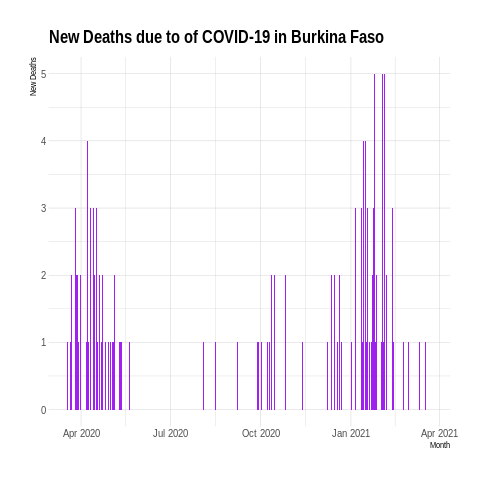 New Deaths due to of COVID-19 in Burkina Faso
New Deaths
5
4
3
2
1
0
Apr 2020 Jul 2020 Oct 2020 Jan 2021 Apr 2021
Month